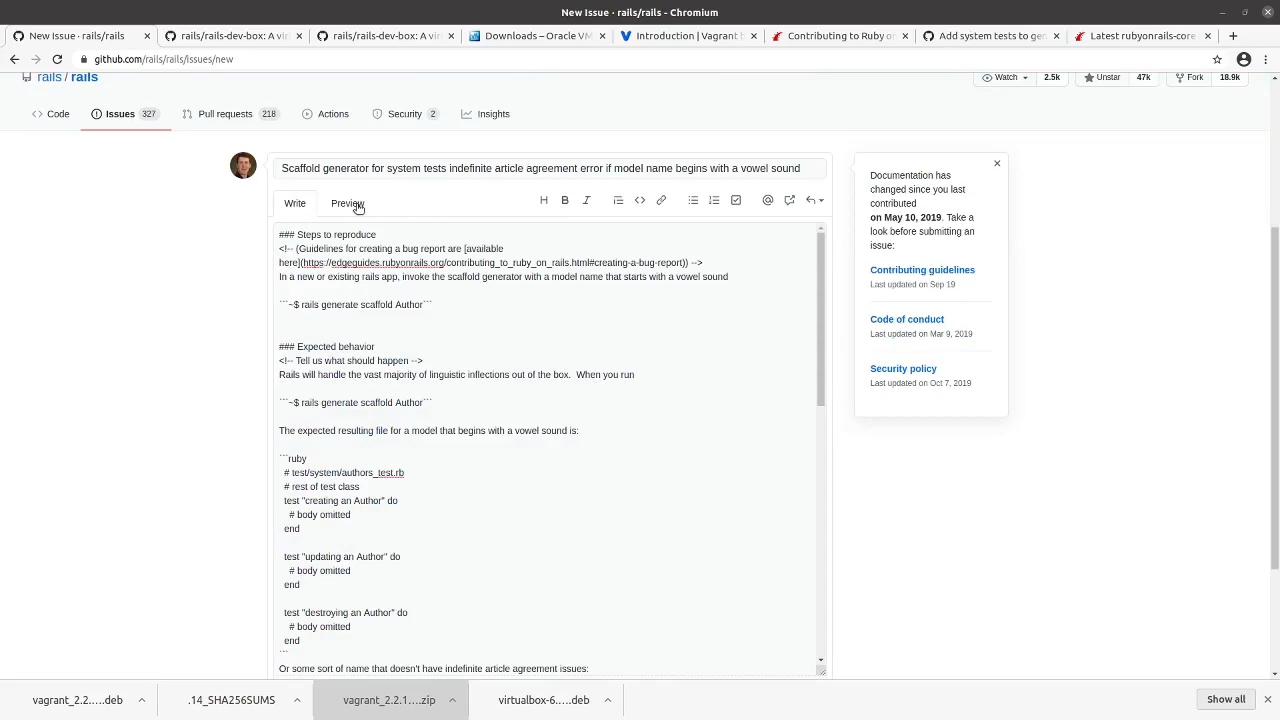 New Issue · rails/rails - Chromium
New Issue · rails/rails
rails/rails-dev-box: A vi
rails/rails-dev-box: A vi
Downloads – Oracle VM
Introduction | Vagrant b
Contributing to Ruby on
Add system tests to gen
Latest rubyonrails-core
github.com/rails/rails/issues/new
rails / rails
Watch
2.5k
Unstar
47k
Fork
18.9k
Code
Issues 327
Pull requests 218
Actions
Security 2
Insights
Scaffold generator for system tests indefinite article agreement error if model name begins with a vowel sound
Write
Preview
### Steps to reproduce
<!-- (Guidelines for creating a bug report are [available
here](https://edgeguides.rubyonrails.org/contributing_to_ruby_on_rails.html#creating-a-bug-report)) -->
In a new or existing rails app, invoke the scaffold generator with a model name that starts with a vowel sound
```~$ rails generate scaffold Author```
### Expected behavior
<!-- Tell us what should happen -->
Rails will handle the vast majority of linguistic inflections out of the box.  When you run
```~$ rails generate scaffold Author```
The expected resulting file for a model that begins with a vowel sound is:
```ruby
# test/system/authors_test.rb
# rest of test class
test "creating an Author" do
# body omitted
end
test "updating an Author" do
# body omitted
end
test "destroying an Author" do
# body omitted
end
```
Or some sort of name that doesn't have indefinite article agreement issues:
Documentation has
changed since you last
contributed
on May 10, 2019. Take a
look before submitting an
issue:
Contributing guidelines
Last updated on Sep 19
Code of conduct
Last updated on Mar 9, 2019
Security policy
Last updated on Oct 7, 2019
vagrant_2.2.....deb
.14_SHA256SUMS
vagrant_2.2.1....zip
virtualbox-6.....deb
Show all